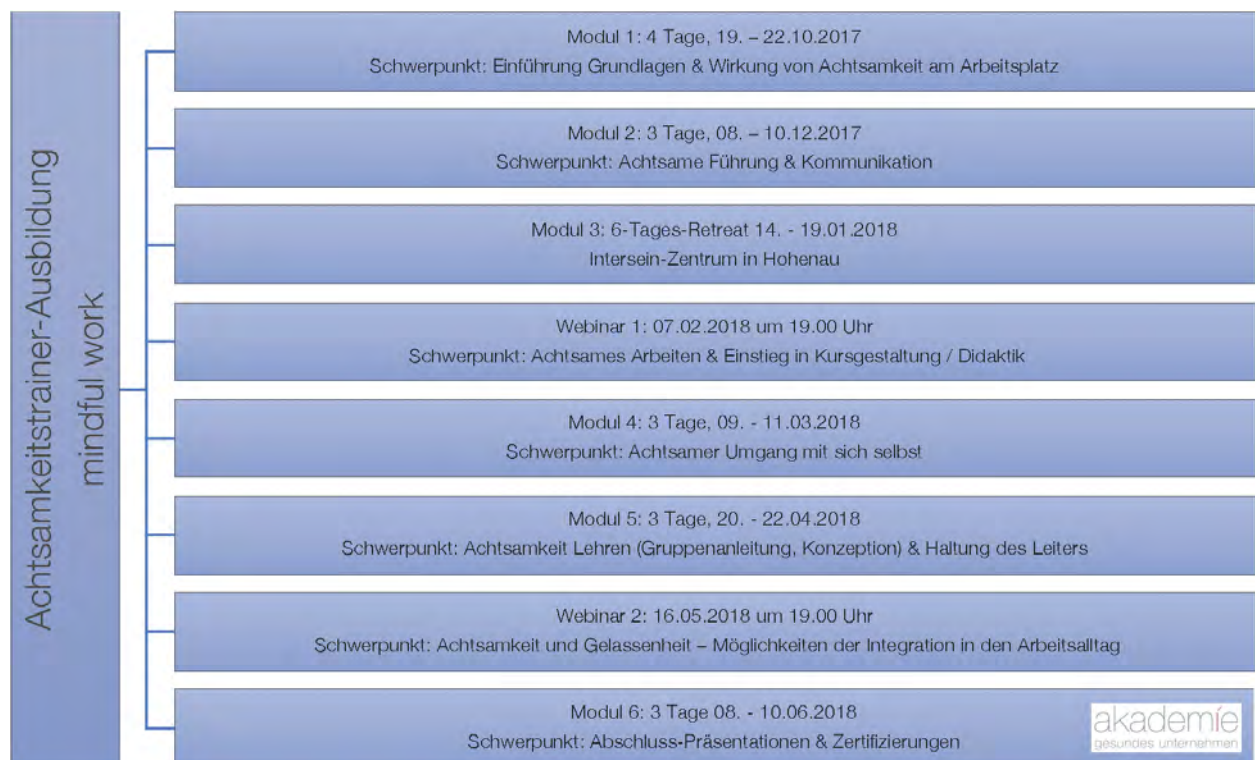 Achtsamkeitstrainer-Ausbildung
mindful work
Modul 1: 4 Tage, 19. – 22.10.2017
Schwerpunkt: Einführung Grundlagen & Wirkung von Achtsamkeit am Arbeitsplatz
Modul 2: 3 Tage, 08. – 10.12.2017
Schwerpunkt: Achtsame Führung & Kommunikation
Modul 3: 6-Tages-Retreat 14. - 19.01.2018
Intersein-Zentrum in Hohenau
Webinar 1: 07.02.2018 um 19.00 Uhr
Schwerpunkt: Achtsames Arbeiten & Einstieg in Kursgestaltung / Didaktik
Modul 4: 3 Tage, 09. - 11.03.2018
Schwerpunkt: Achtsamer Umgang mit sich selbst
Modul 5: 3 Tage, 20. - 22.04.2018
Schwerpunkt: Achtsamkeit Lehren (Gruppenanleitung, Konzeption) & Haltung des Leiters
Webinar 2: 16.05.2018 um 19.00 Uhr
Schwerpunkt: Achtsamkeit und Gelassenheit – Möglichkeiten der Integration in den Arbeitsalltag
Modul 6: 3 Tage 08. - 10.06.2018
Schwerpunkt: Abschluss-Präsentationen & Zertifizierungen
akademie
gesundes unternehmen